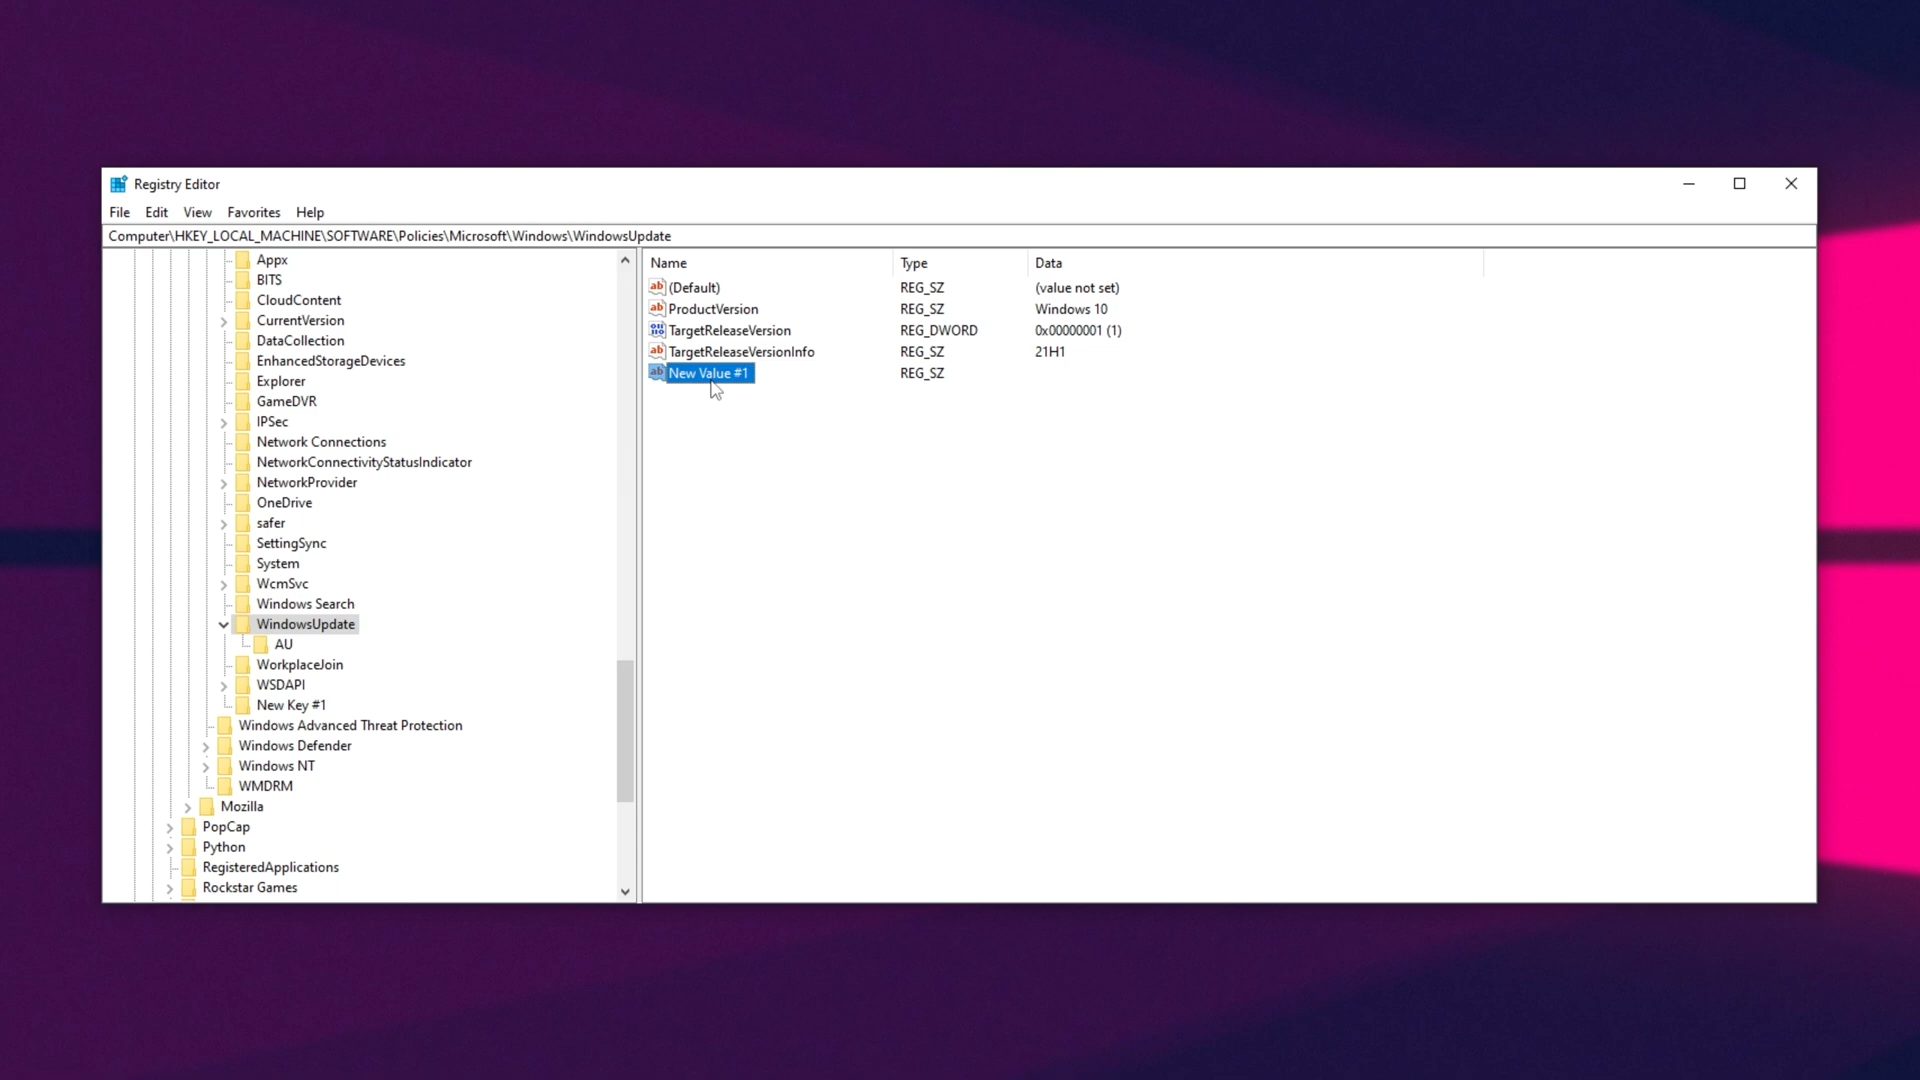 Registry Editor
File Edit View Favorites Help
Computer\HKEY_LOCAL_MACHINE\SOFTWARE\Policies\Microsoft\Windows\WindowsUpdate
Appx
BITS
CloudContent
CurrentVersion
DataCollection
EnhancedStorageDevices
Explorer
GameDVR
IPSec
Network Connections
NetworkConnectivityStatusIndicator
NetworkProvider
OneDrive
safer
SettingSync
System
WcmSvc
Windows Search
WindowsUpdate
AU
WorkplaceJoin
WSDAPI
New Key #1
Windows Advanced Threat Protection
Windows Defender
Windows NT
WMDRM
Mozilla
PopCap
Python
RegisteredApplications
Rockstar Games
Name Type Data
(Default) REG_SZ (value not set)
ProductVersion REG_SZ Windows 10
TargetReleaseVersion REG_DWORD 0x00000001 (1)
TargetReleaseVersionInfo REG_SZ 21H1
New Value #1 REG_SZ